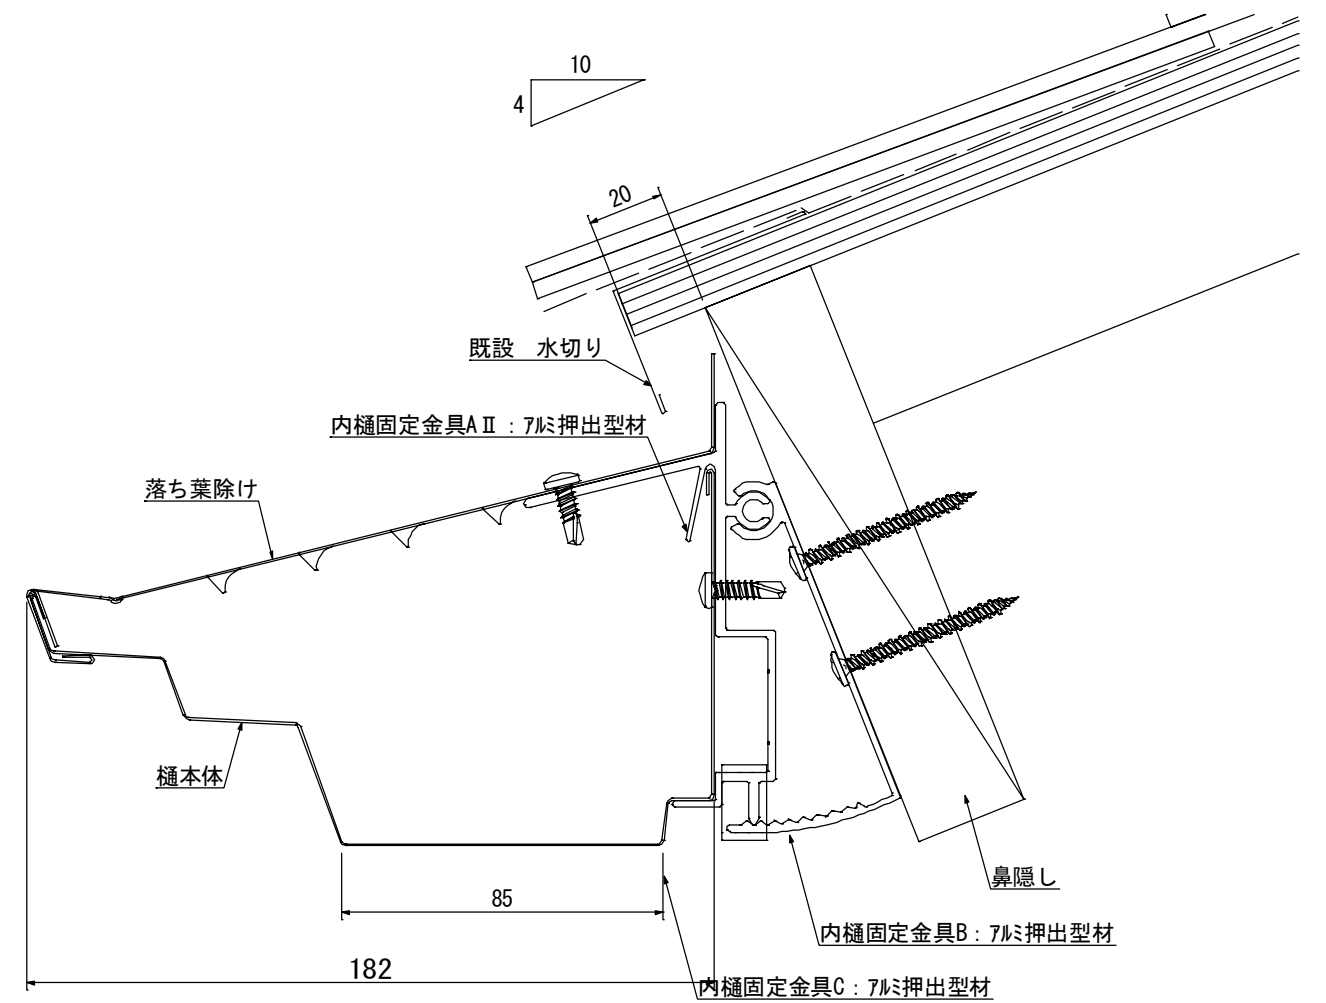 10
4
20
既設　水切り
内樋固定金具AⅡ：ｱﾙﾐ押出型材
落ち葉除け
樋本体
鼻隠し
85
内樋固定金具B：ｱﾙﾐ押出型材
182
内樋固定金具C：ｱﾙﾐ押出型材